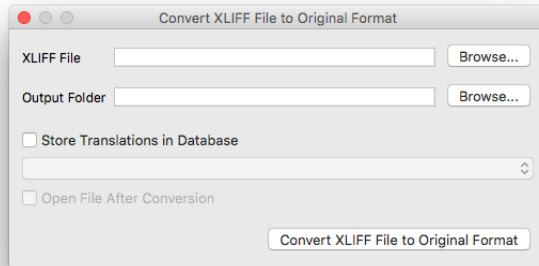 Convert XLIFF File to Original Format
XLIFF File Browse...
Output Folder Browse...
Store Translations in Database
Open File After Conversion
Convert XLIFF File to Original Format